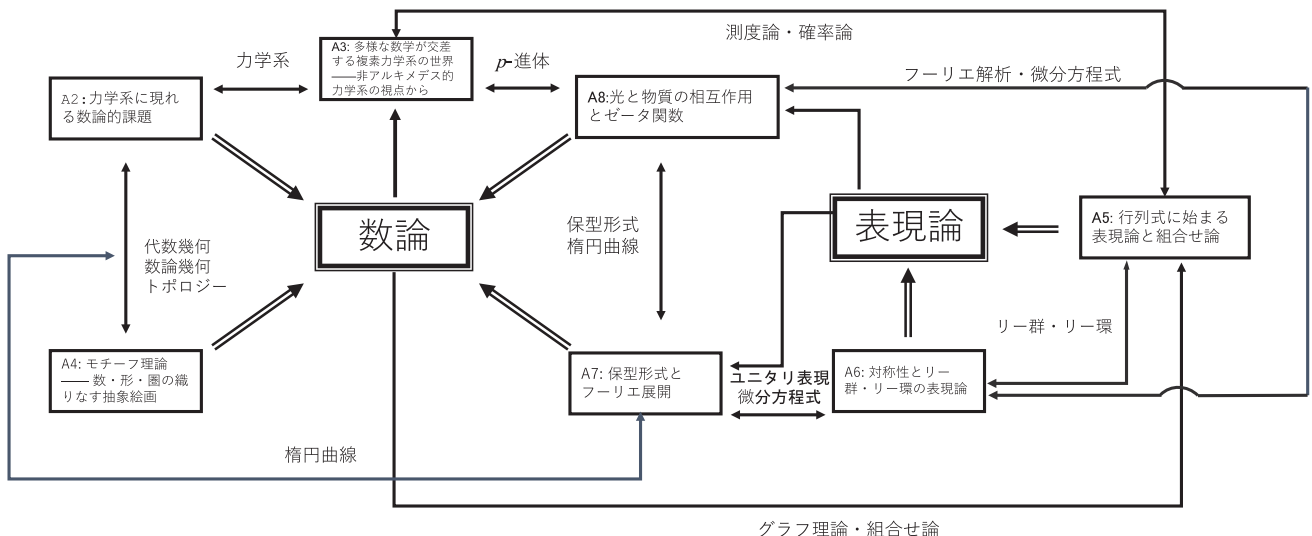 測度論・確率論
力学系
A3: 多様な数学が交差
する複素力学系の世界
――非アルキメデス的
力学系の視点から
p-進体
フーリエ解析・微分方程式
A2:力学系に現れ
る数論的課題
A8:光と物質の相互作用
とゼータ関数
数論
保型形式
楕円曲線
表現論
A5: 行列式に始まる
表現論と組合せ論
代数幾何
数論幾何
トポロジー
リー群・リー環
A4: モチーフ理論
―― 数・形・圏の織
りなす抽象絵画
A7: 保型形式と
フーリエ展開
ユニタリ表現
微分方程式
A6: 対称性とリー
群・リー環の表現論
楕円曲線
グラフ理論・組合せ論